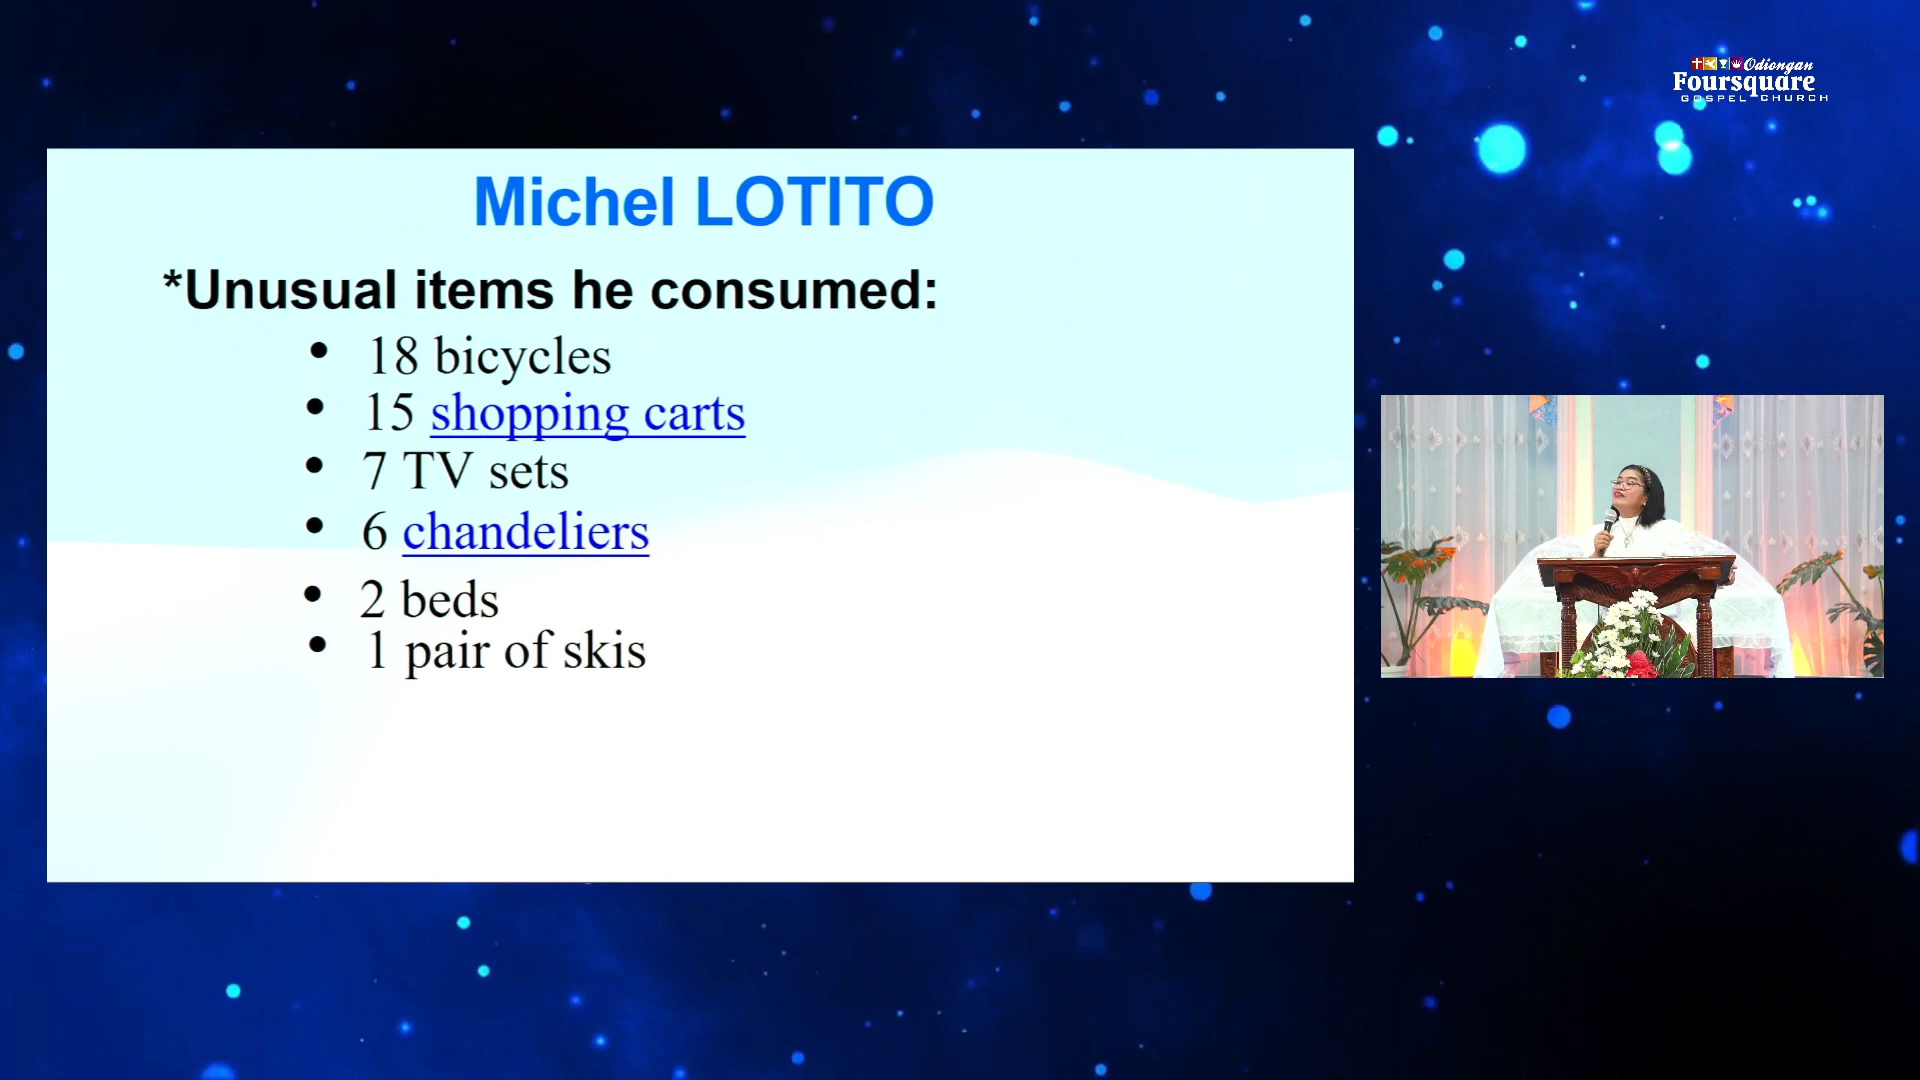 Odiongan
Foursquare
GOSPEL CHURCH
Michel LOTITO
*Unusual items he consumed:
• 18 bicycles
• 15 shopping carts
• 7 TV sets
• 6 chandeliers
• 2 beds
• 1 pair of skis